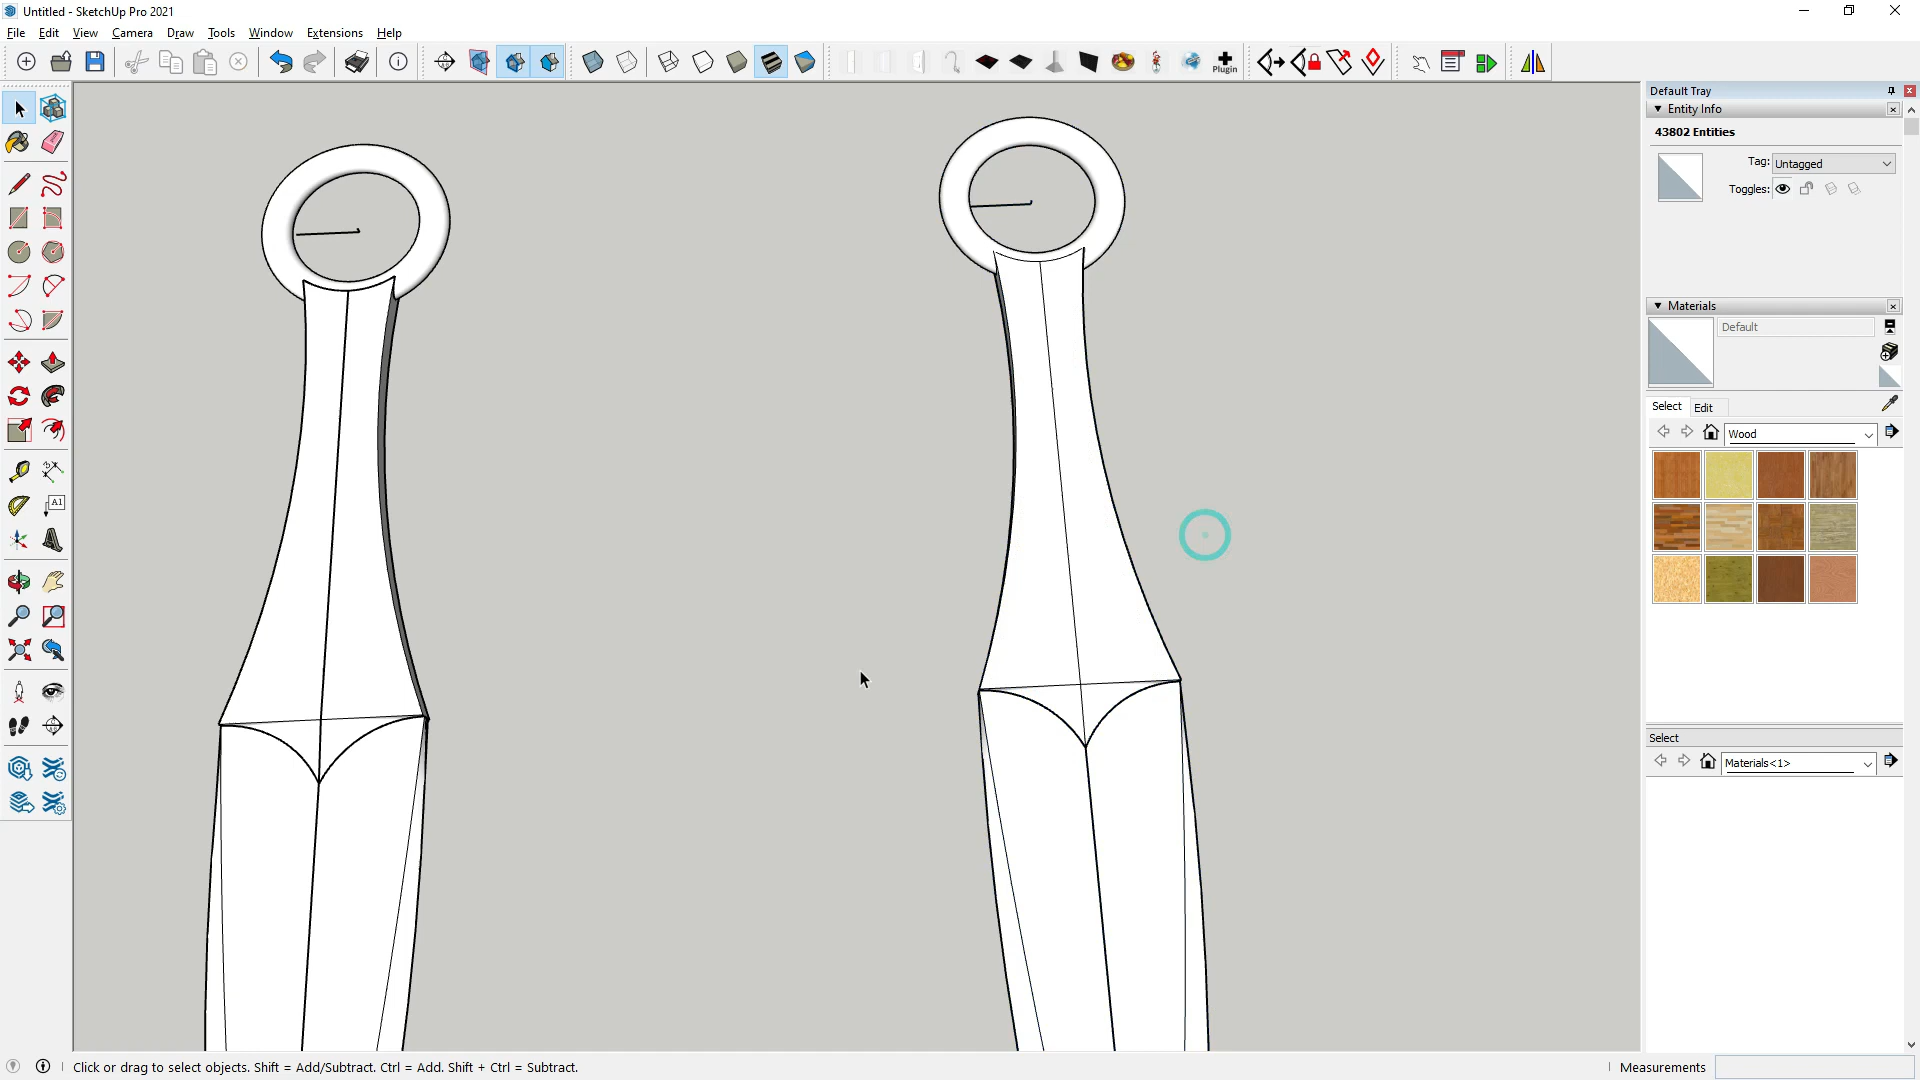 Untitled - SketchUp Pro 2021
File Edit View Camera Draw Tools Window Extensions Help
Plugin
Default Tray
Entity Info
43802 Entities
Tag: Untagged
Toggles:
Materials
Default
Select Edit
Wood
Select
Materials<1>
A1
Click or drag to select objects. Shift = Add/Subtract. Ctrl = Add. Shift + Ctrl = Subtract.
Measurements